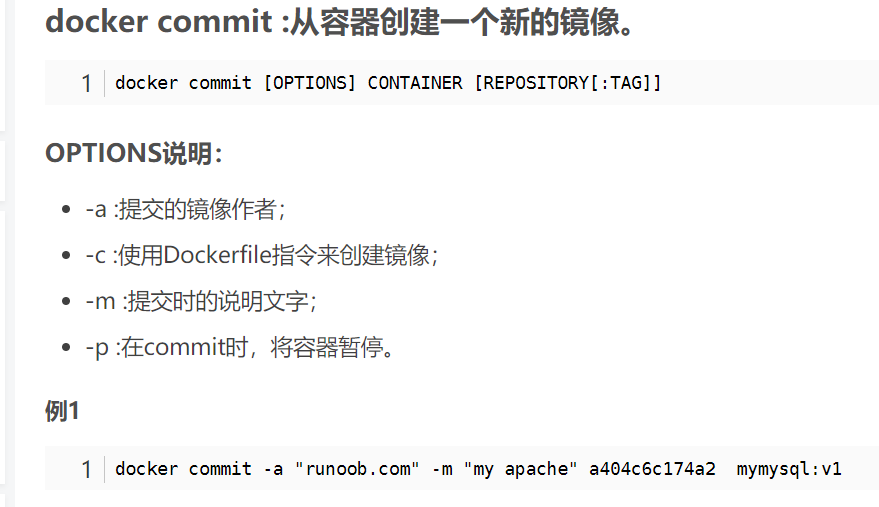 docker commit :从容器创建一个新的镜像。
1 docker commit [OPTIONS] CONTAINER [REPOSITORY[:TAG]]
OPTIONS说明：
-a :提交的镜像作者；
-c :使用Dockerfile指令来创建镜像；
-m :提交时的说明文字；
-p :在commit时，将容器暂停。
例1
1 docker commit -a "runoob.com" -m "my apache" a404c6c174a2  mymysql:v1